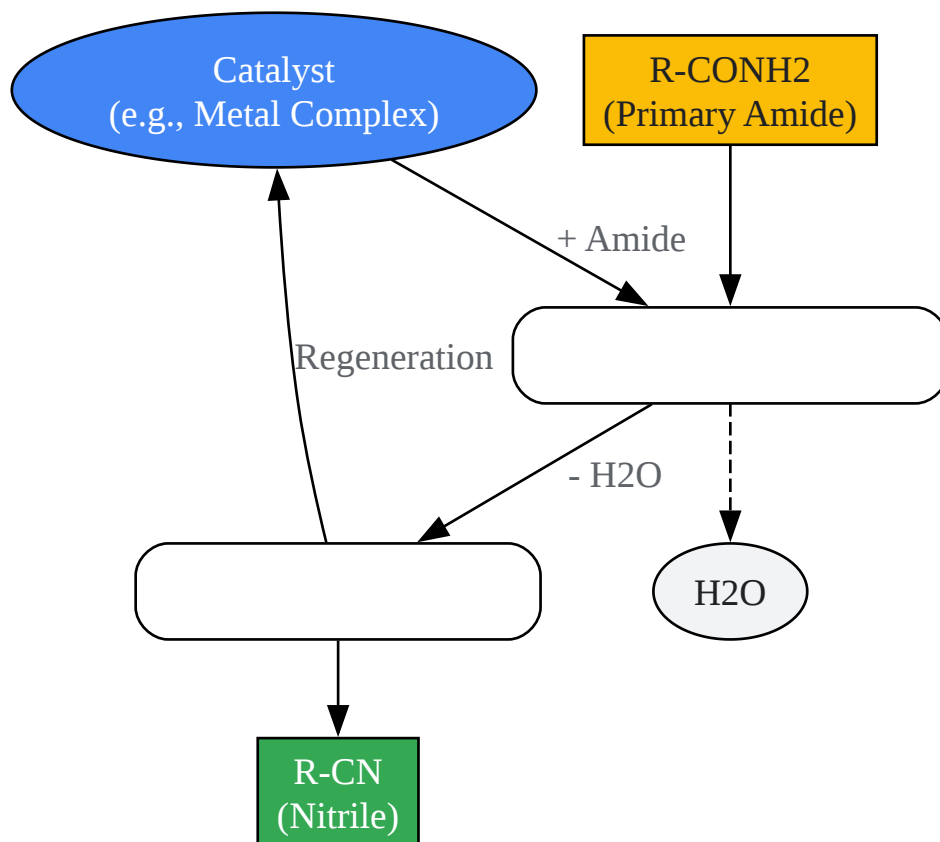 Catalyst
(e.g., Metal Complex)
R-CONH2
(Primary Amide)
+ Amide
Regeneration
- H2O
H2O
R-CN
(Nitrile)